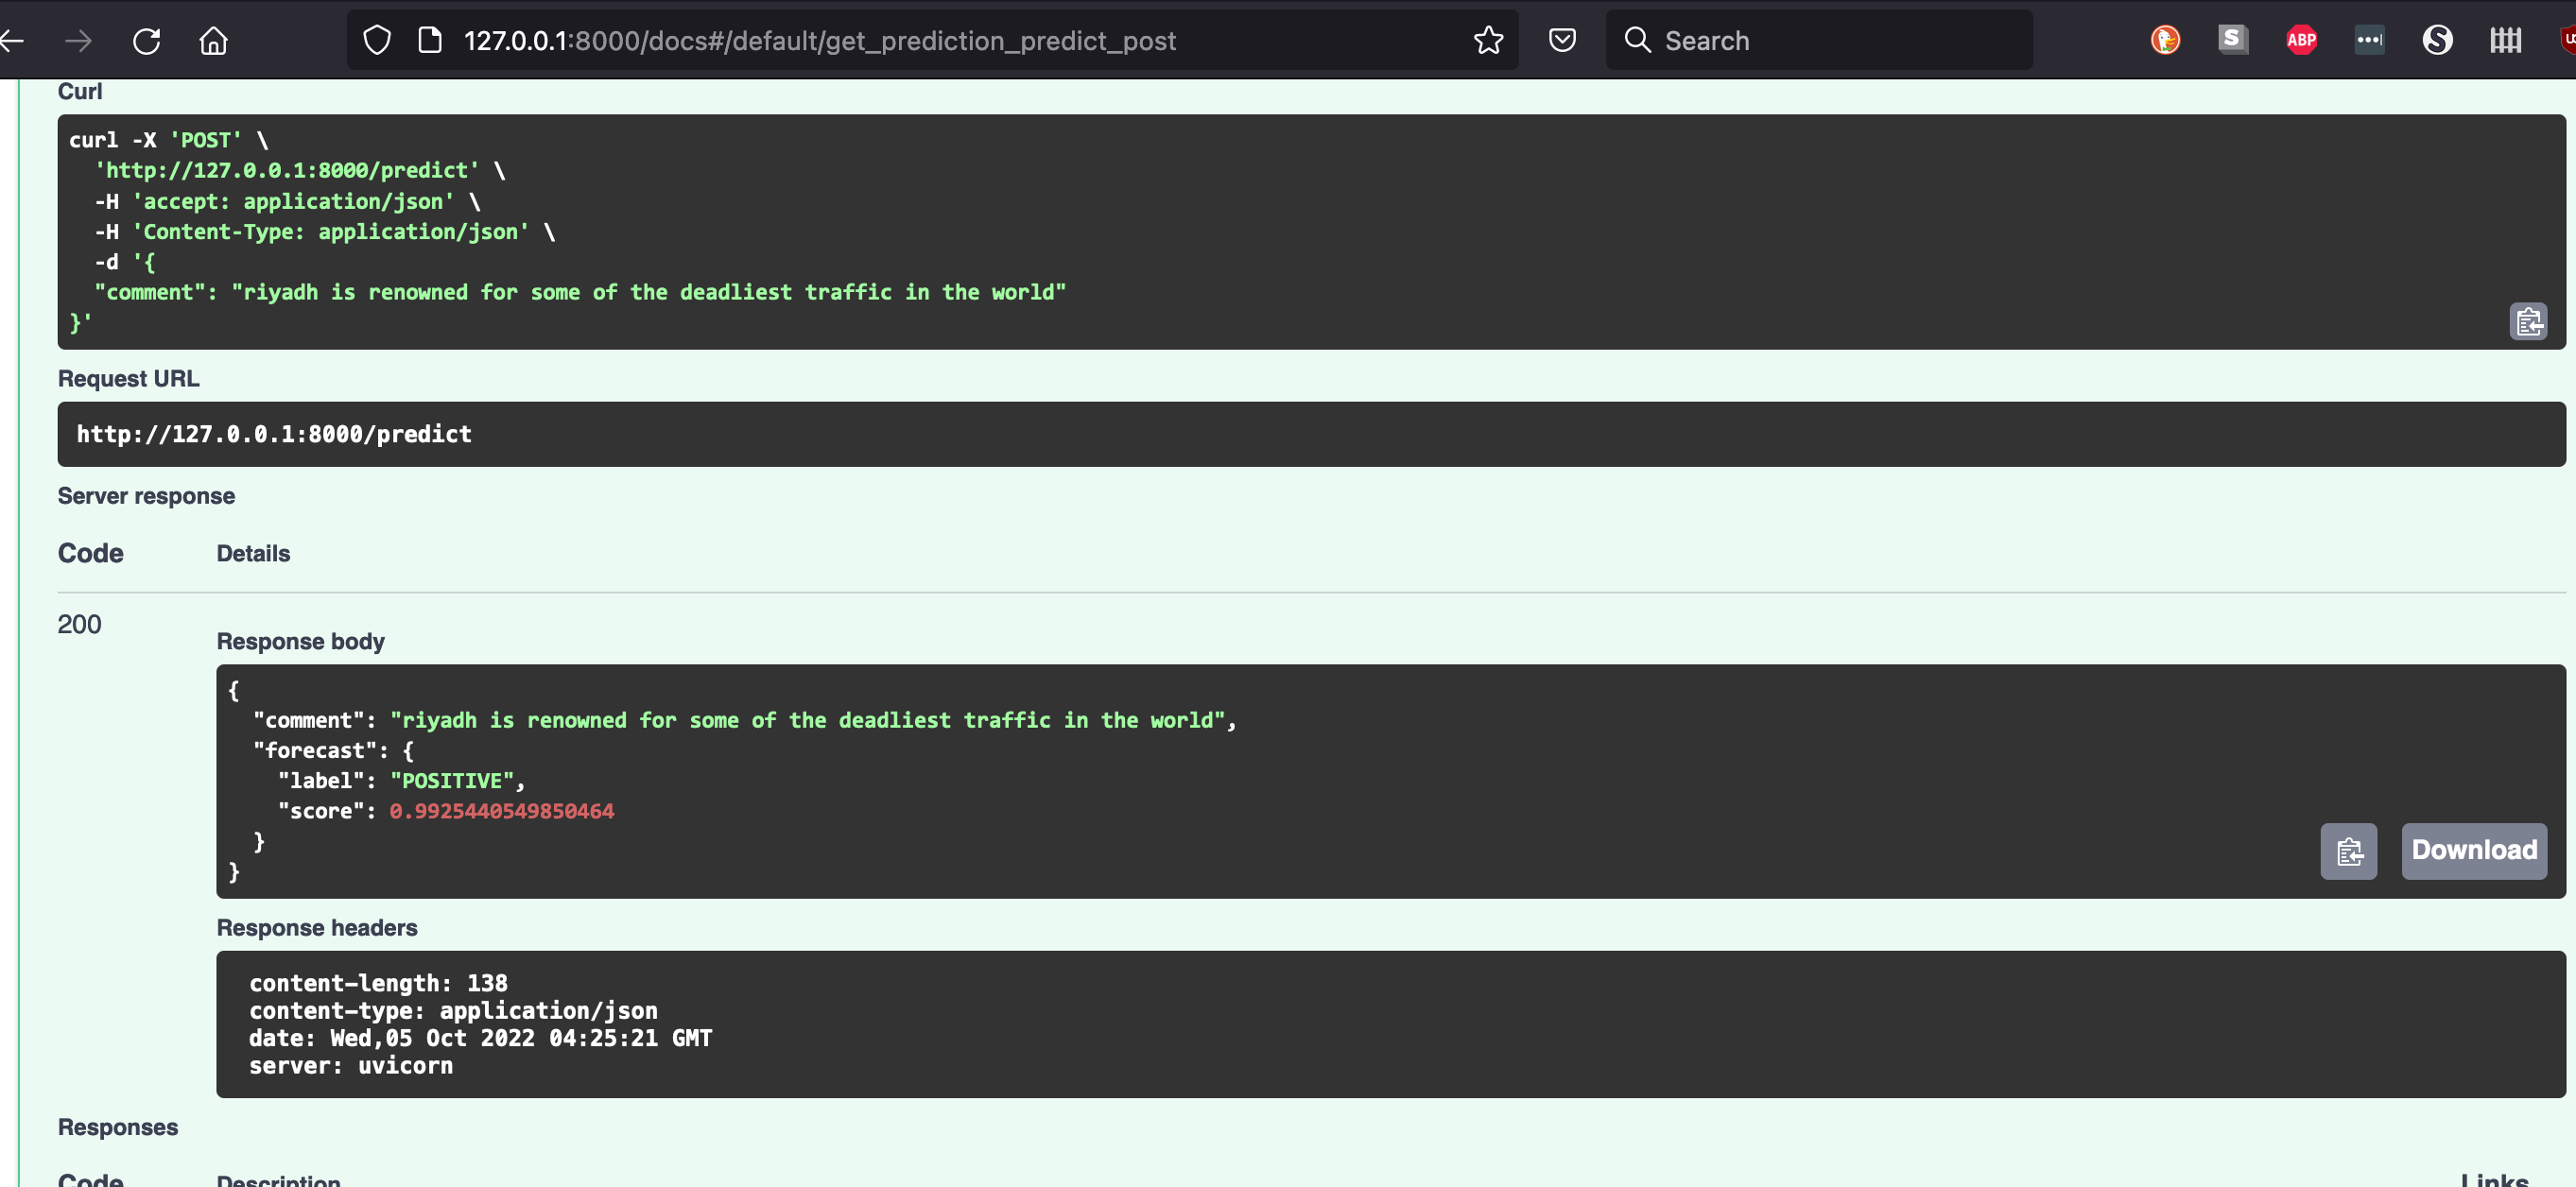 127.0.0.1:8000/docs#/default/get_prediction_predict_post
Search
S
ABP
S
Curl
curl -X 'POST' \
'http://127.0.0.1:8000/predict' \
-H 'accept: application/json' \
-H 'Content-Type: application/json' \
-d '{
"comment": "riyadh is renowned for some of the deadliest traffic in the world"
}'
Request URL
http://127.0.0.1:8000/predict
Server response
Code Details
200
Response body
{
"comment": "riyadh is renowned for some of the deadliest traffic in the world",
"forecast": {
"label": "POSITIVE",
"score": 0.9925440549850464
}
}
Download
Response headers
content-length: 138
content-type: application/json
date: Wed,05 Oct 2022 04:25:21 GMT
server: uvicorn
Responses
Code Description Links